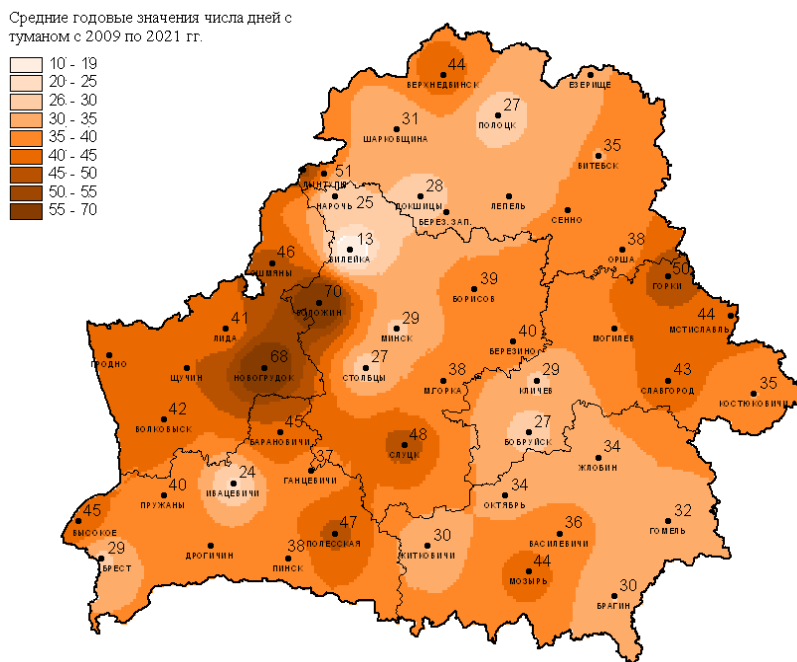 Средние годовые значения числа дней с
туманом с 2009 по 2021 гг.
10 - 19
20 - 25
26 - 30
30 - 35
35 - 40
40 - 45
45 - 50
50 - 55
55 - 70
44
ВЕРХНЕДВИНСК
ЕЗЕРИЩЕ
27
ПОЛОЦК
31
ШАРКОВЩИНА
35
ВИТЕБСК
51
ЛЫНТУПЫ
25
НАРОЧЬ
28
ДОКШИЦЫ
БЕРЕЗ. ЗАП.
ЛЕПЕЛЬ
СЕННО
13
ВИЛЕЙКА
38
ОРША
46
ОШМЯНЫ
50
ГОРКИ
39
БОРИСОВ
70
ВОЛОЖИН
44
МСТИСЛАВЛЬ
41
ЛИДА
29
МИНСК
40
БЕРЕЗИНО
МОГИЛЕВ
ГРОДНО
ЩУЧИН
68
НОВОГРУДОК
27
СТОЛБЦЫ
38
М.ГОРКА
29
КЛИЧЕВ
43
СЛАВГОРОД
35
КОСТЮКОВИЧИ
42
ВОЛКОВЫСК
45
БАРАНОВИЧИ
48
СЛУЦК
27
БОБРУЙСК
34
ЖЛОБИН
37
ГАНЦЕВИЧИ
24
ИВАЦЕВИЧИ
40
ПРУЖАНЫ
34
ОКТЯБРЬ
45
ВЫСОКОЕ
32
ГОМЕЛЬ
47
ПОЛЕССКАЯ
36
ВАСИЛЕВИЧИ
30
ЖИТКОВИЧИ
ДРОГИЧИН
29
БРЕСТ
38
ПИНСК
44
МОЗЫРЬ
30
БРАГИН